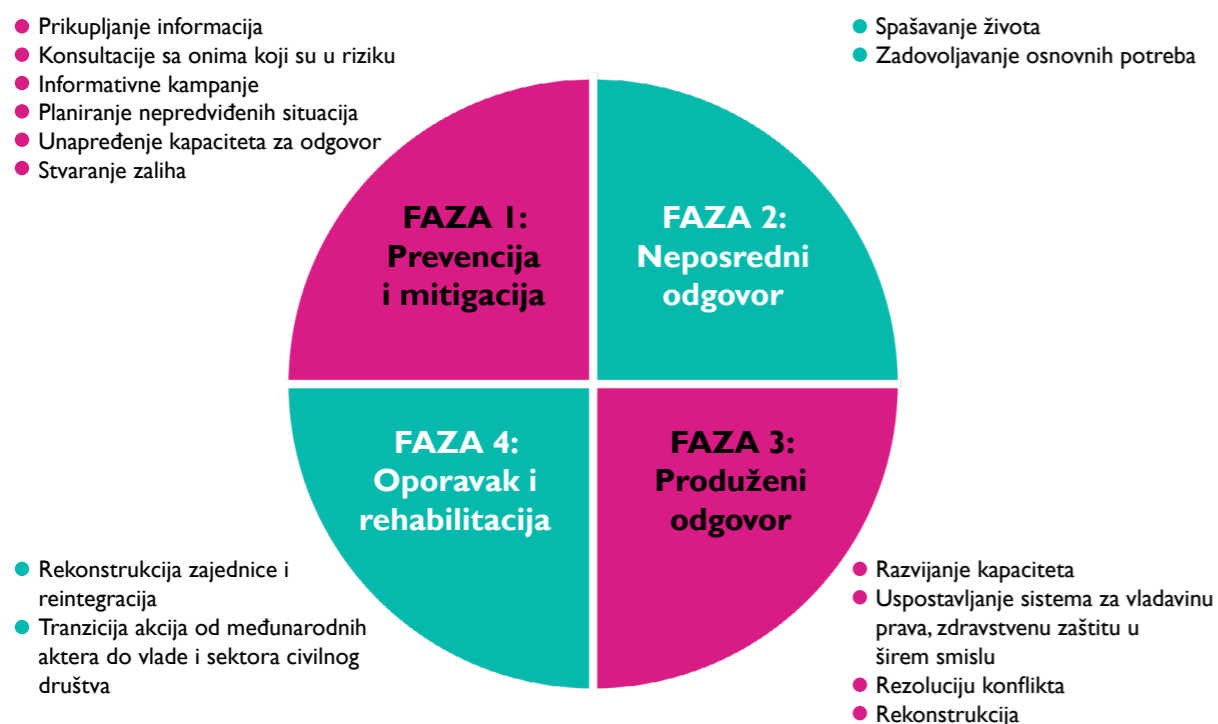 Prikupljanje informacija
Konsultacije sa onima koji su u riziku
Informativne kampanje
Planiranje nepredviđenih situacija
Unapređenje kapaciteta za odgovor
Stvaranje zaliha
Spašavanje života
Zadovoljavanje osnovnih potreba
FAZA 1:
Prevencija
i mitigacija
FAZA 2:
Neposredni
odgovor
FAZA 4:
Oporavak i
rehabilitacija
FAZA 3:
Produženi
odgovor
Rekonstrukcija zajednice i
reintegracija
Tranzicija akcija od međunarodnih
aktera do vlade i sektora civilnog
društva
Razvijanje kapaciteta
Uspostavljanje sistema za vladavinu
prava, zdravstvenu zaštitu u
širem smislu
Rezoluciju konflikta
Rekonstrukcija